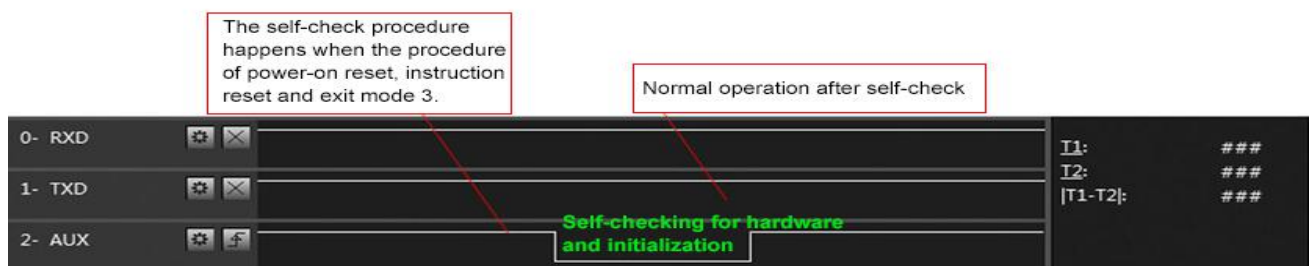 The self-check procedure
happens when the procedure
of power-on reset, instruction
reset and exit mode 3.
Normal operation after self-check
0- RXD
1- TXD
2- AUX
Self-checking for hardware
and initialization
T1: ###
T2: ###
|T1-T2|: ###